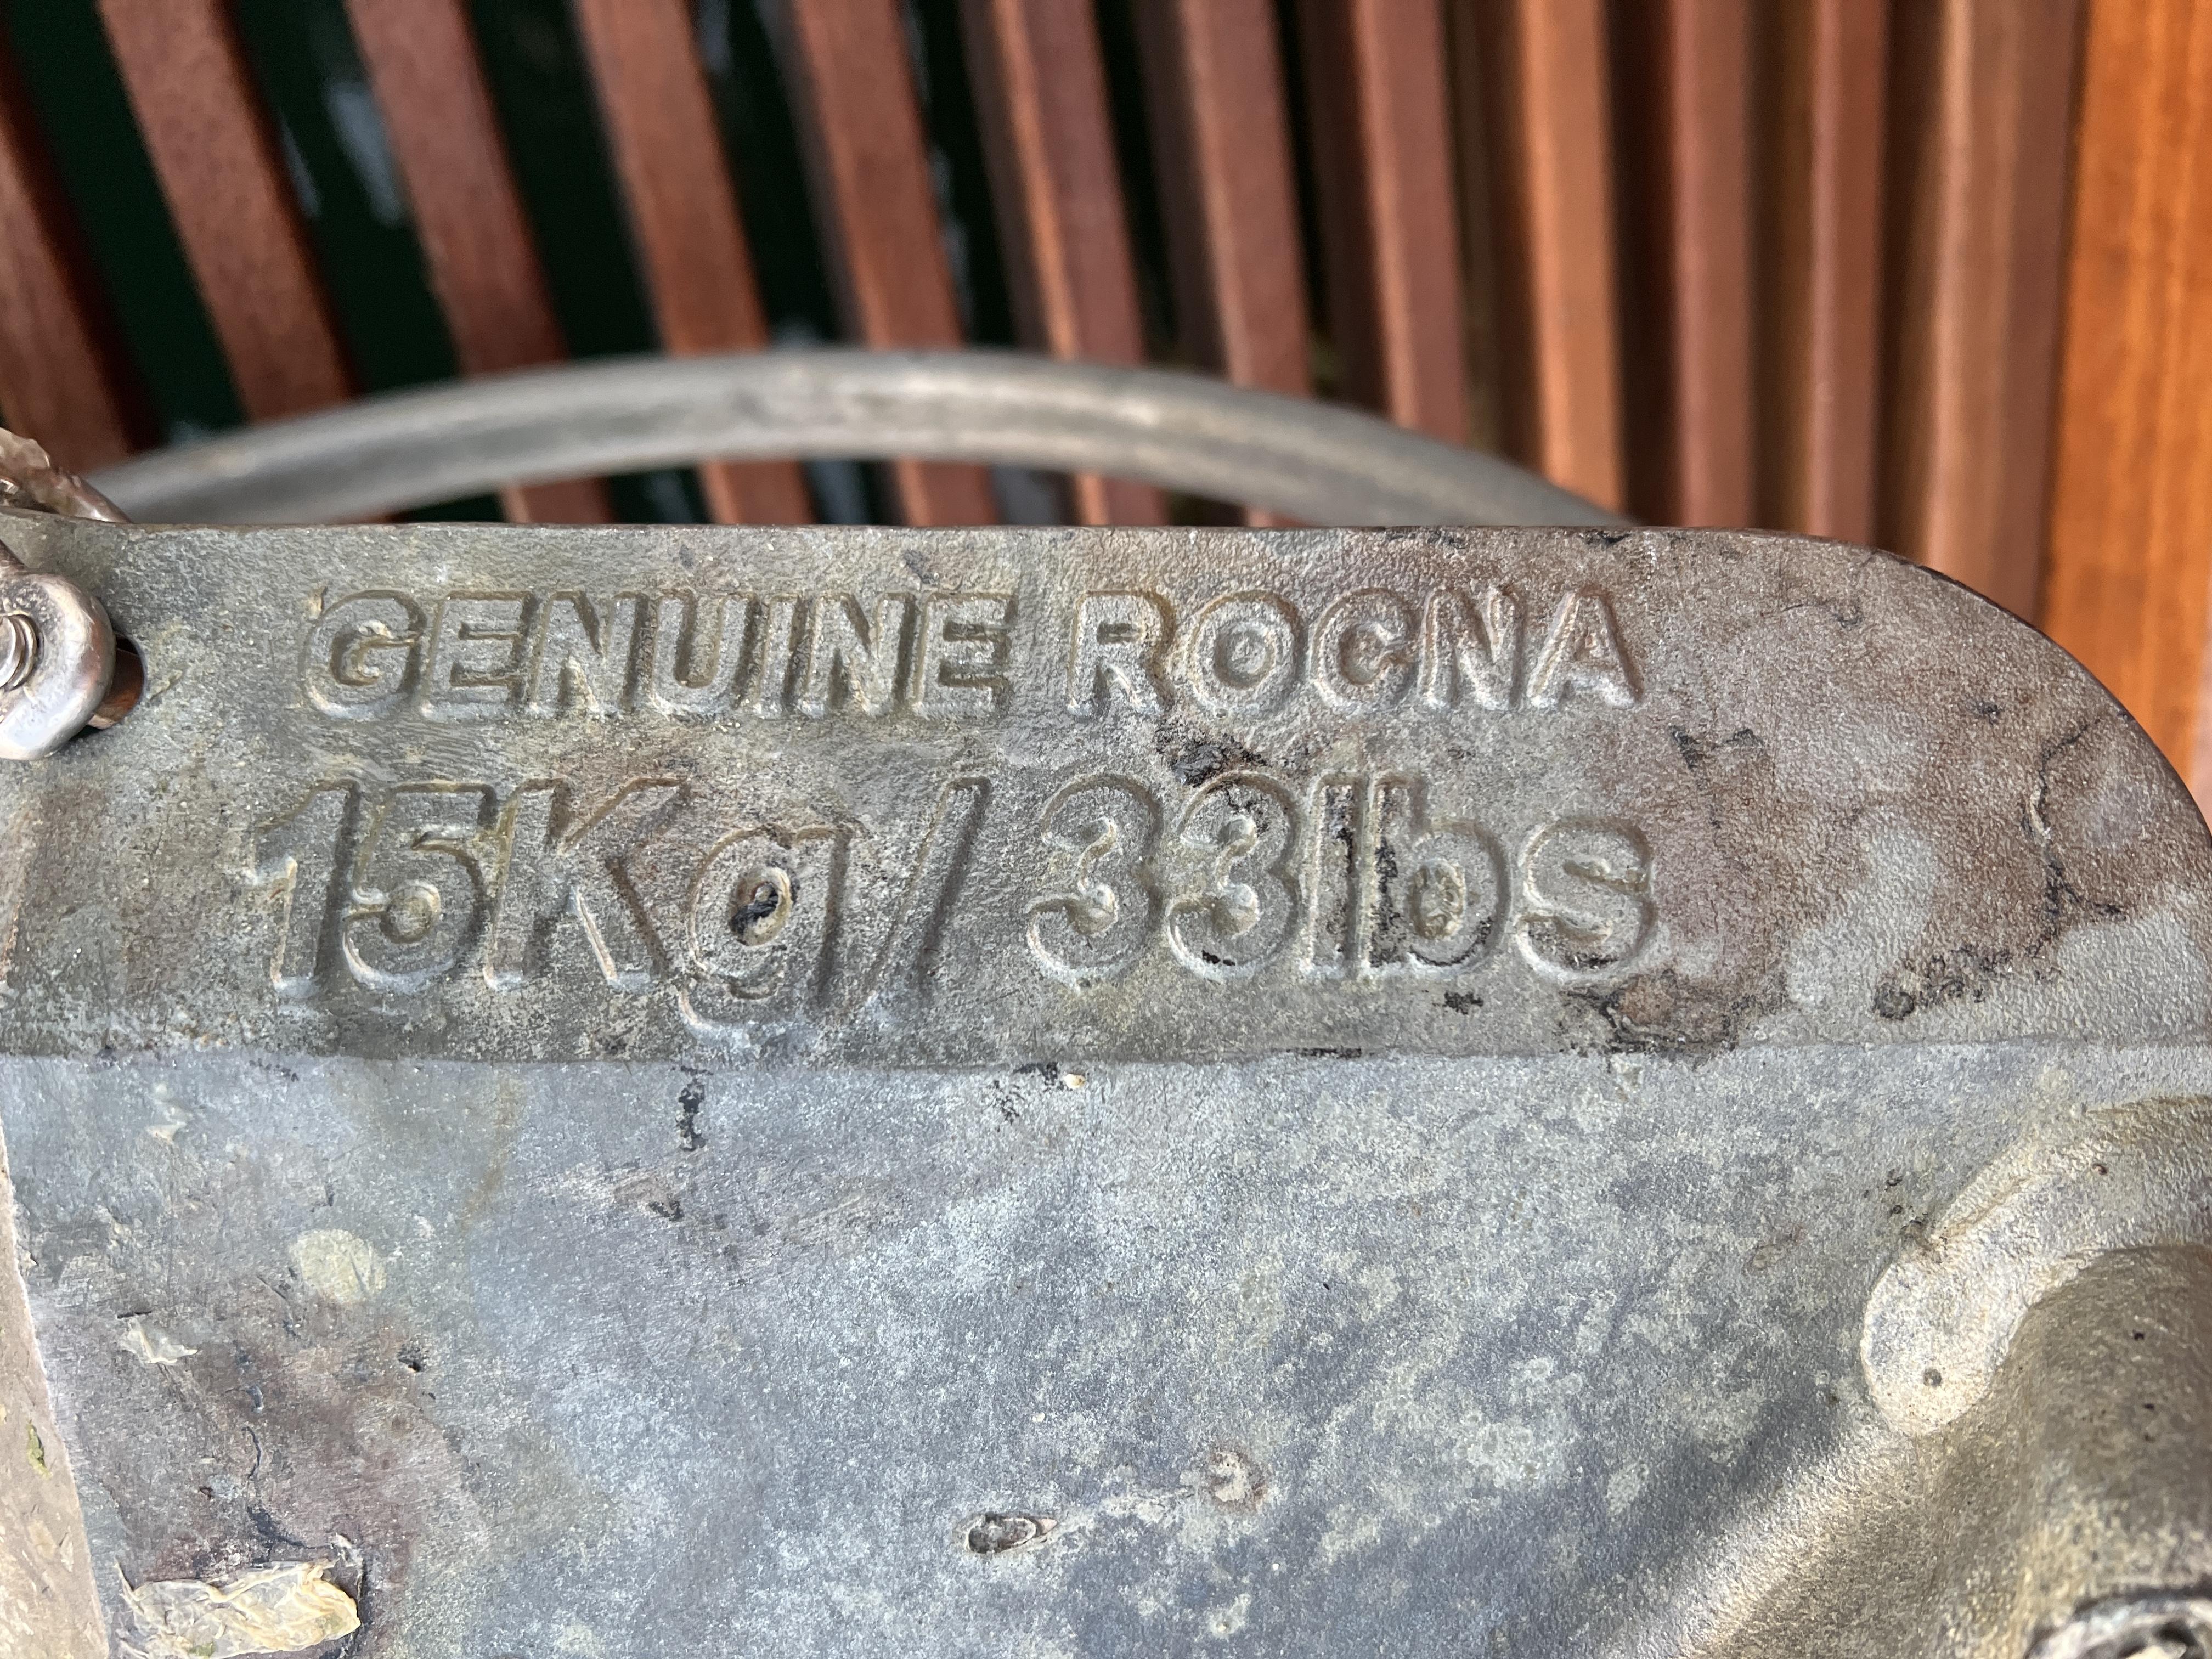 GENUINE ROCNA
15Kg/33lbs